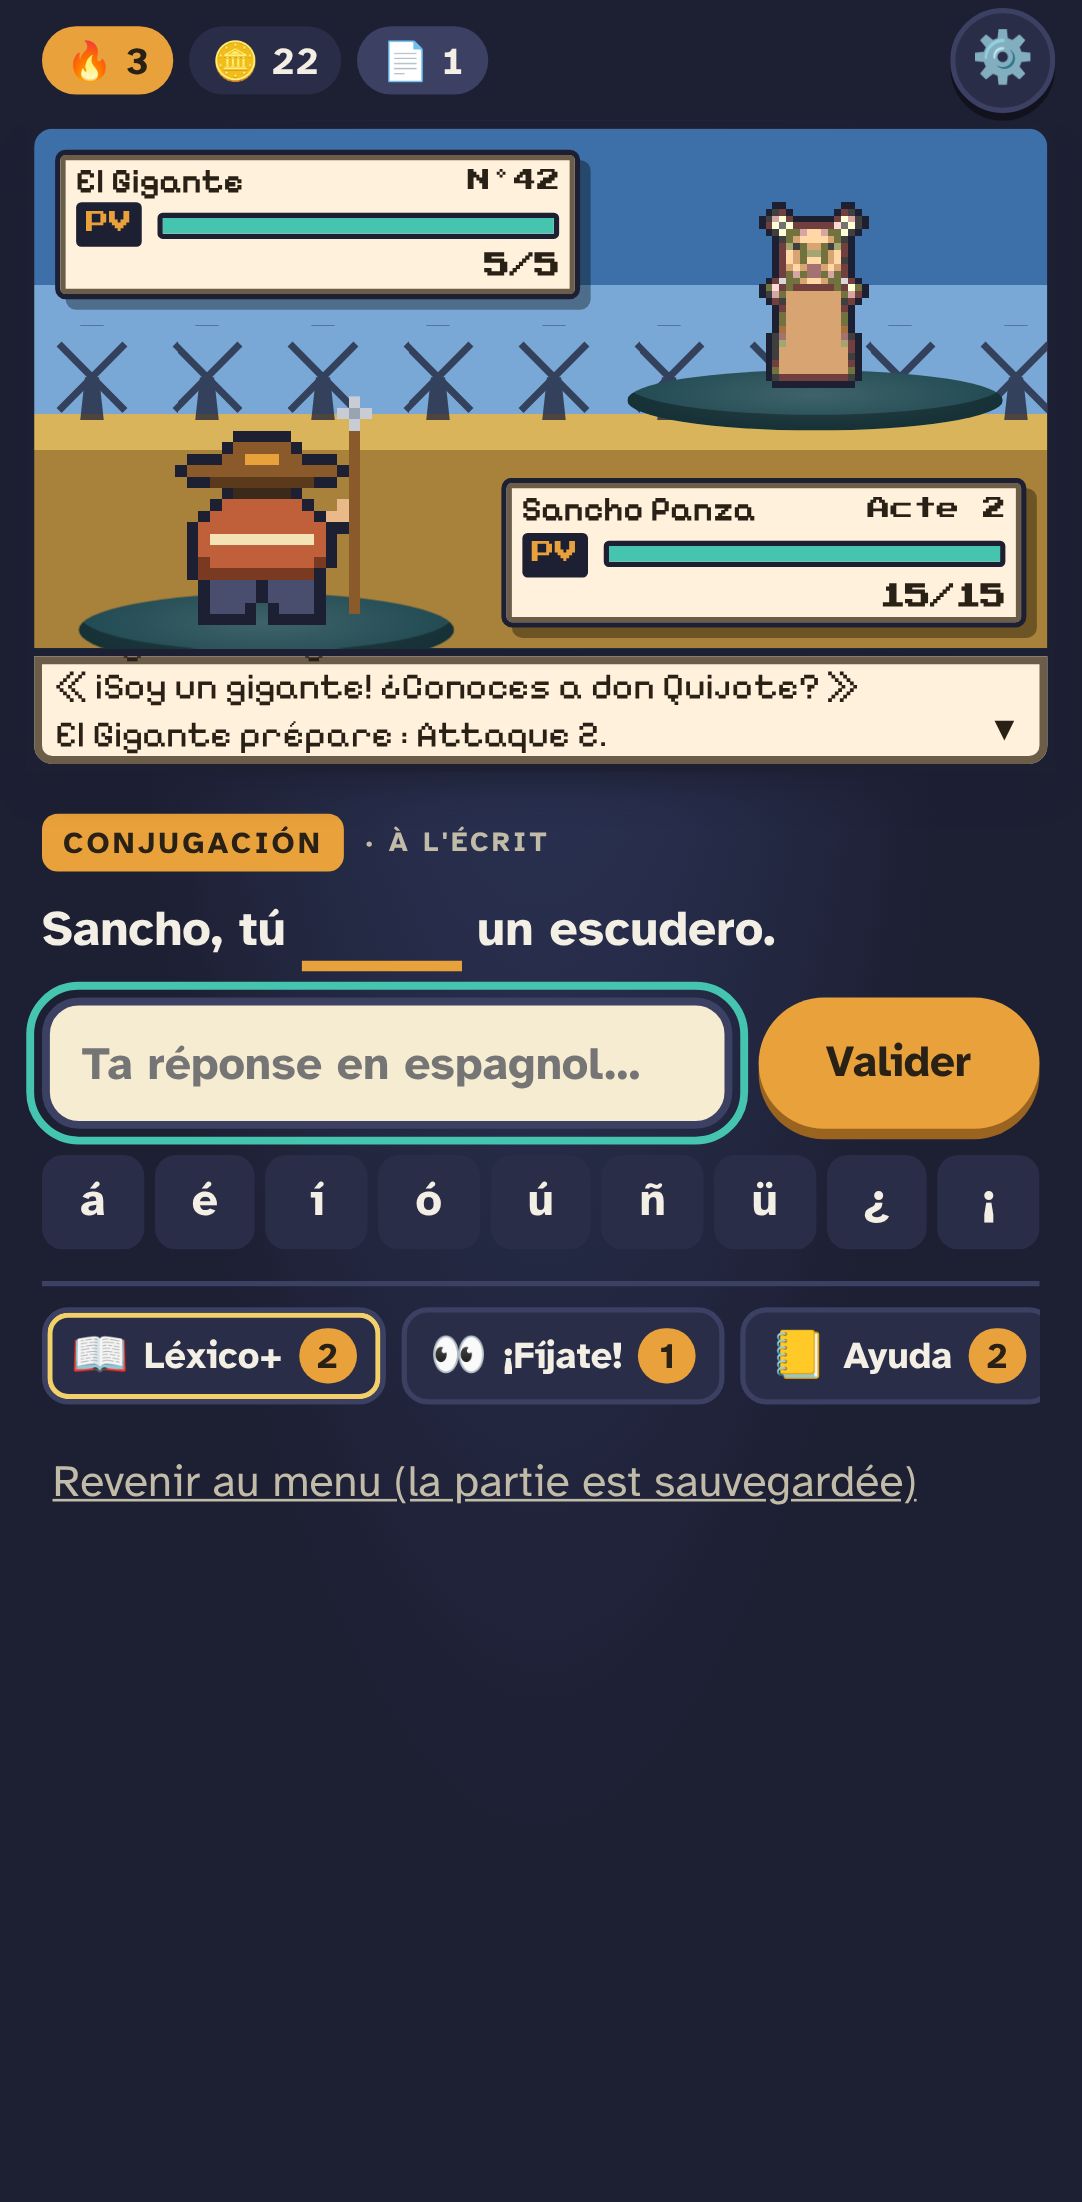 🔥 3 🪙 22 📄 1 ⚙️
El Gigante N°42
PV
5/5
Sancho Panza Acte 2
PV
15/15
« ¡Soy un gigante! ¿Conoces a don Quijote? »
El Gigante prépare : Attaque 2. ▼
CONJUGACIÓN · À L'ÉCRIT
Sancho, tú ______ un escudero.
Ta réponse en espagnol… Valider
á é í ó ú ñ ü ¿ ¡
📖 Léxico+ 2 👀 ¡Fíjate! 1 📒 Ayuda 2
Revenir au menu (la partie est sauvegardée)